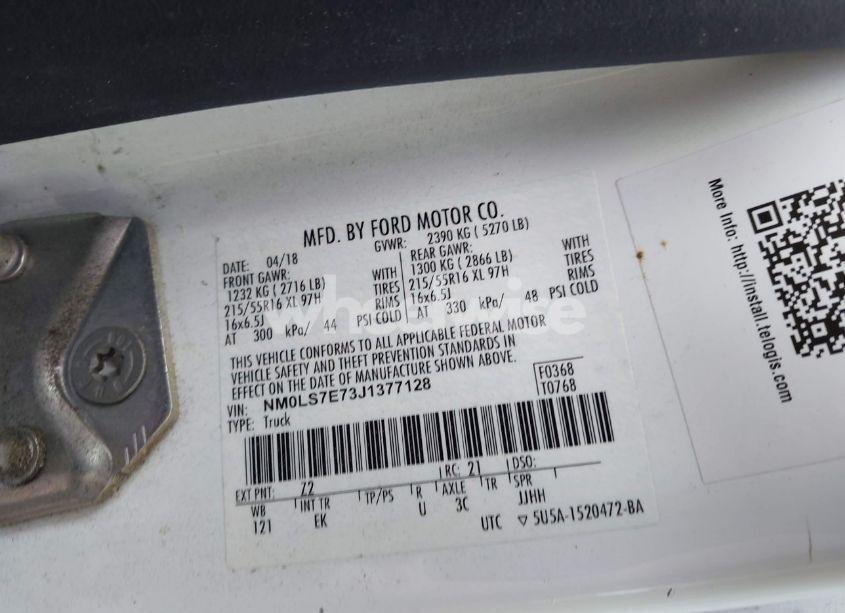 MFD. BY FORD MOTOR CO.
DATE: 04/18 GVWR: 2390 KG ( 5270 LB)
FRONT GAWR: WITH REAR GAWR: WITH
1232 KG ( 2716 LB) TIRES 1300 KG ( 2866 LB) TIRES
215/55R16 XL 97H RIMS 215/55R16 XL 97H RIMS
16x6.5J 16x6.5J
AT 300 kPa/ 44 PSI COLD AT 330 kPa/ 48 PSI COLD
THIS VEHICLE CONFORMS TO ALL APPLICABLE FEDERAL MOTOR
VEHICLE SAFETY AND THEFT PREVENTION STANDARDS IN
EFFECT ON THE DATE OF MANUFACTURE SHOWN ABOVE.
VIN: NM0LS7E73J1377128 F0368
TYPE: Truck T0768
EXT PNT: Z2 RC: 21 DSO:
WB INT TR TP/PS R AXLE TR SPR
121 EK U 3C JJHH
UTC ▽ 5U5A-1520472-BA
More Info: http://install.telogis.com
wheelwise